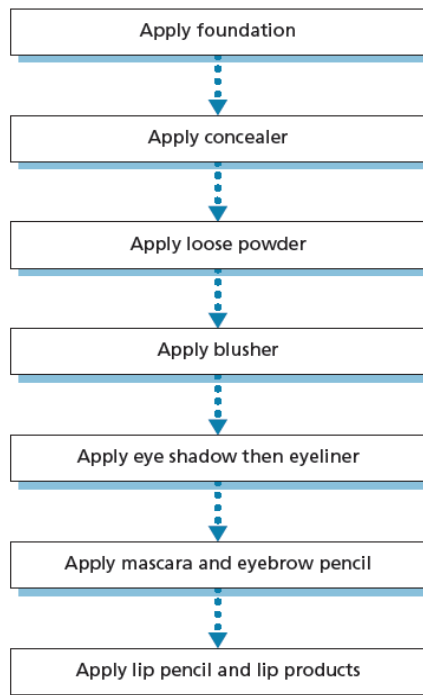 Apply foundation
Apply concealer
Apply loose powder
Apply blusher
Apply eye shadow then eyeliner
Apply mascara and eyebrow pencil
Apply lip pencil and lip products